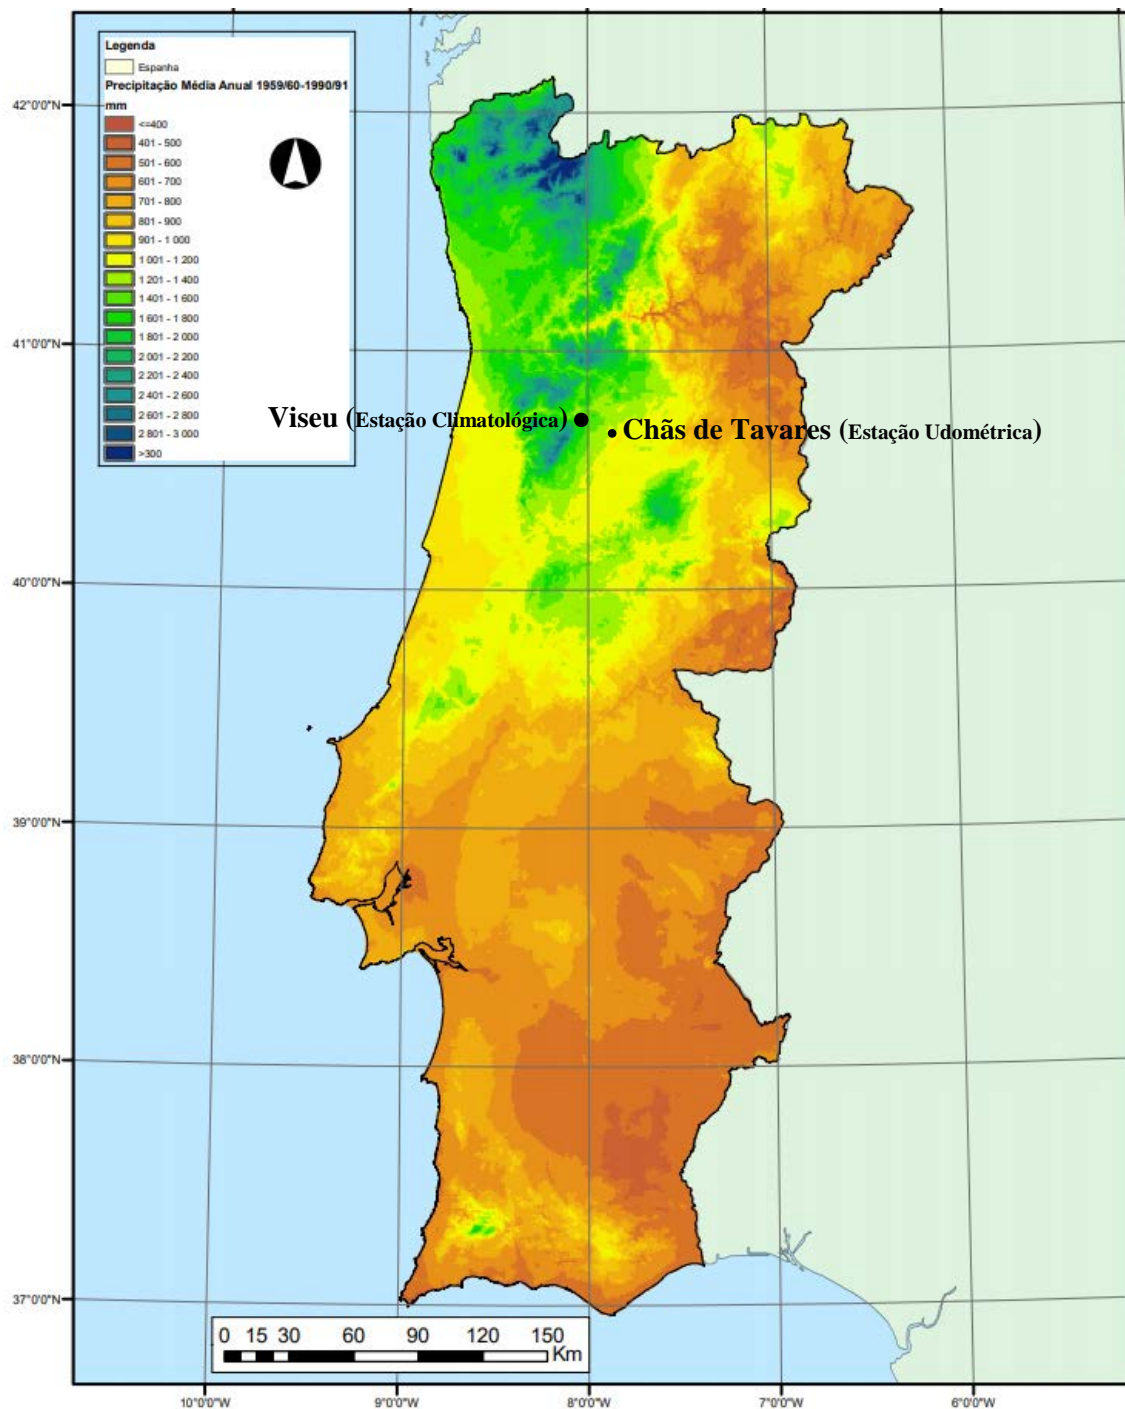 Legenda
Espanha
Precipitação Média Anual 1959/60-1990/91
mm
<=400
401 - 500
501 - 600
601 - 700
701 - 800
801 - 900
901 - 1 000
1 001 - 1 200
1 201 - 1 400
1 401 - 1 600
1 601 - 1 800
1 801 - 2 000
2 001 - 2 200
2 201 - 2 400
2 401 - 2 600
2 601 - 2 800
2 801 - 3 000
>300
42°0'0"N
41°0'0"N
Viseu (Estação Climatológica)
Chãs de Tavares (Estação Udométrica)
40°0'0"N
39°0'0"N
38°0'0"N
37°0'0"N
0 15 30 60 90 120 150
Km
10°0'0"W 9°0'0"W 8°0'0"W 7°0'0"W 6°0'0"W